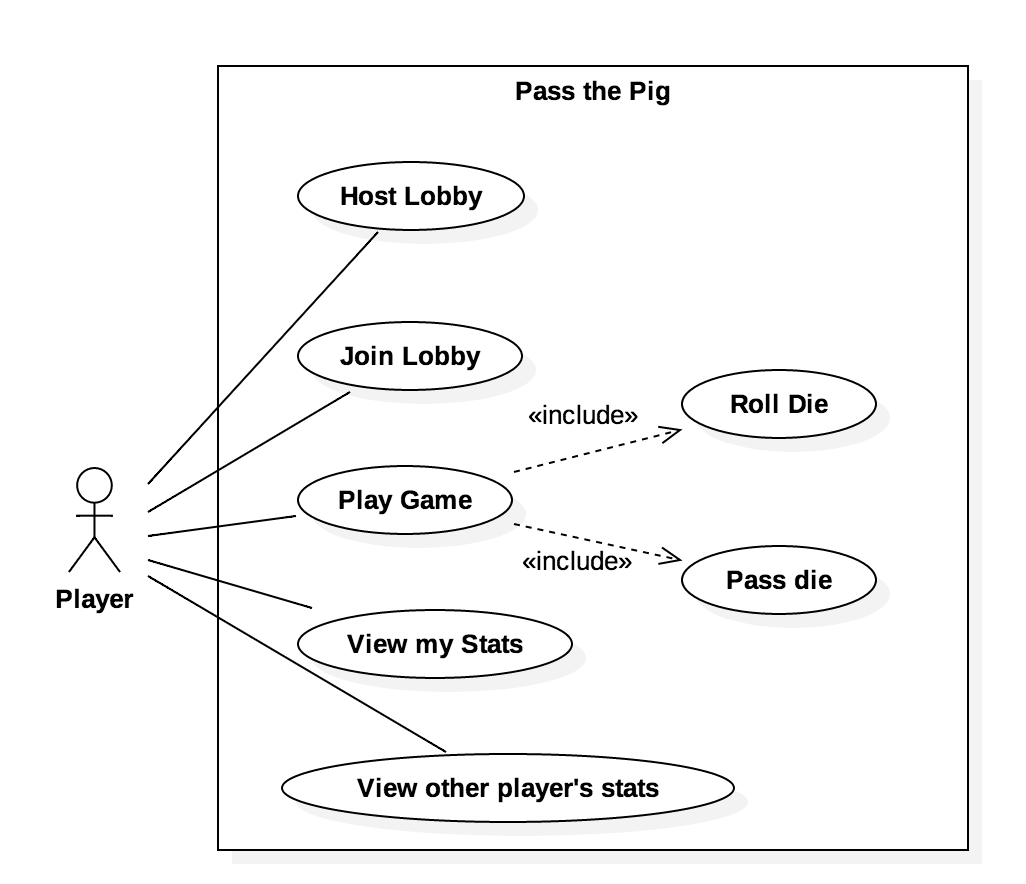 Pass the Pig
Host Lobby
Join Lobby
«include»
Roll Die
Play Game
«include»
Pass die
Player
View my Stats
View other player's stats